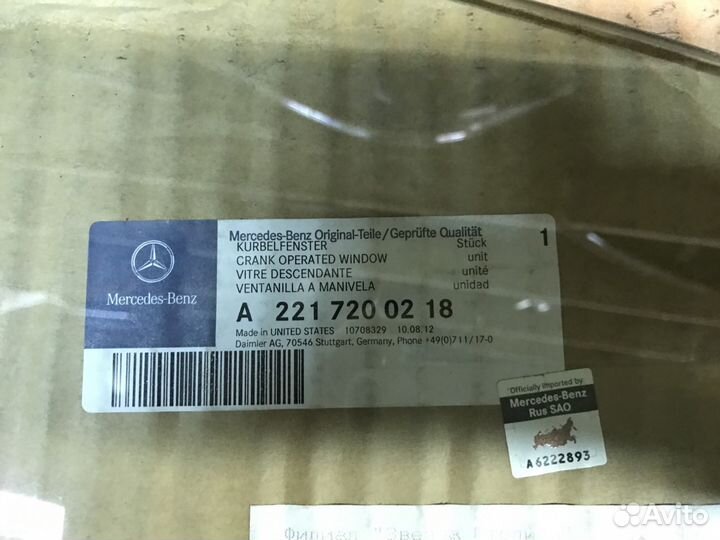 Mercedes-Benz
Mercedes-Benz Original-Teile/Geprüfte Qualität
KURBELFENSTER Stück 1
CRANK OPERATED WINDOW unit
VITRE DESCENDANTE unité
VENTANILLA A MANIVELA unidad
A 221 720 02 18
Made in UNITED STATES 10708329 10.08.12
Daimler AG, 70546 Stuttgart, Germany, Phone +49(0)711/17-0
"Officially imported by
Mercedes-Benz
Rus SAO
A6222893
Филиал
Avito